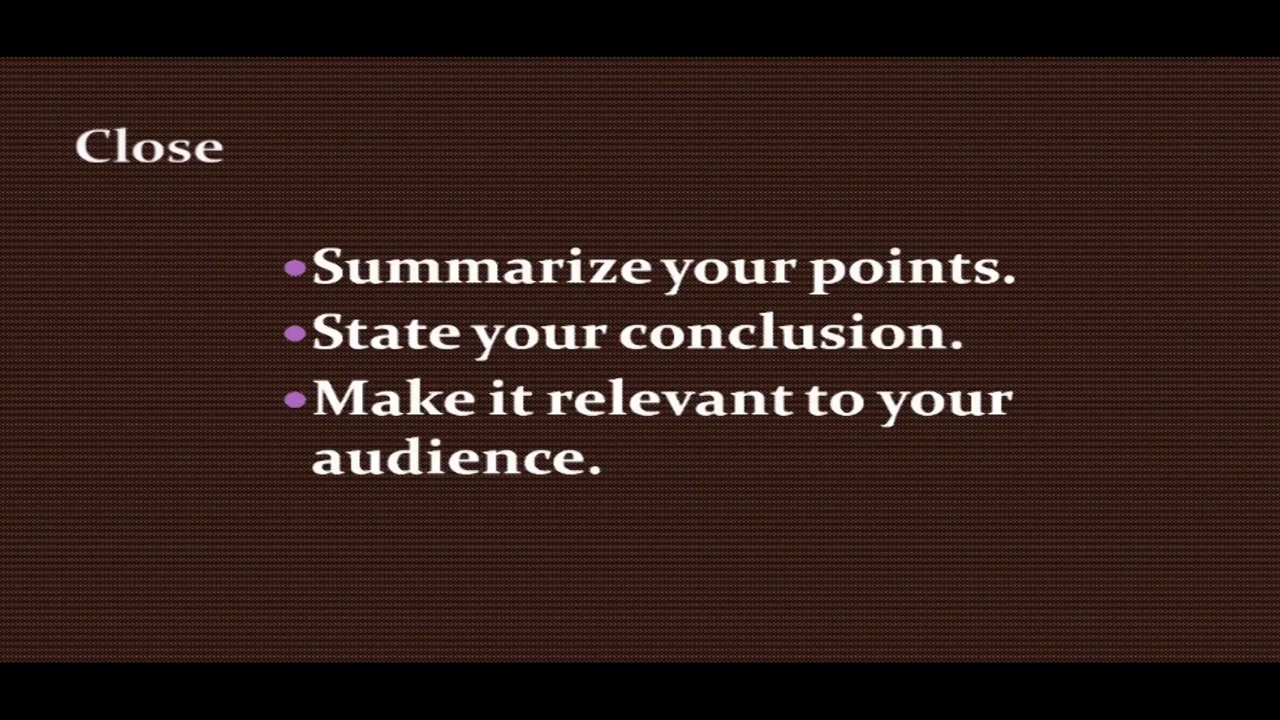 Close
•Summarize your points.
•State your conclusion.
•Make it relevant to your
audience.